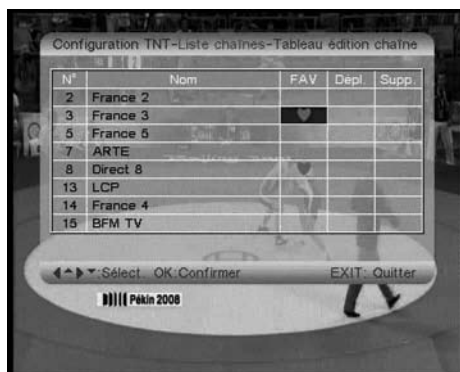 Configuration TNT-Liste chaînes-Tableau édition chaîne
N° Nom FAV Dépl. Supp.
2 France 2
3 France 3
5 France 5
7 ARTE
8 Direct 8
13 LCP
14 France 4
15 BFM TV
:Sélect. OK:Confirmer EXIT: Quitter
Pékin 2008